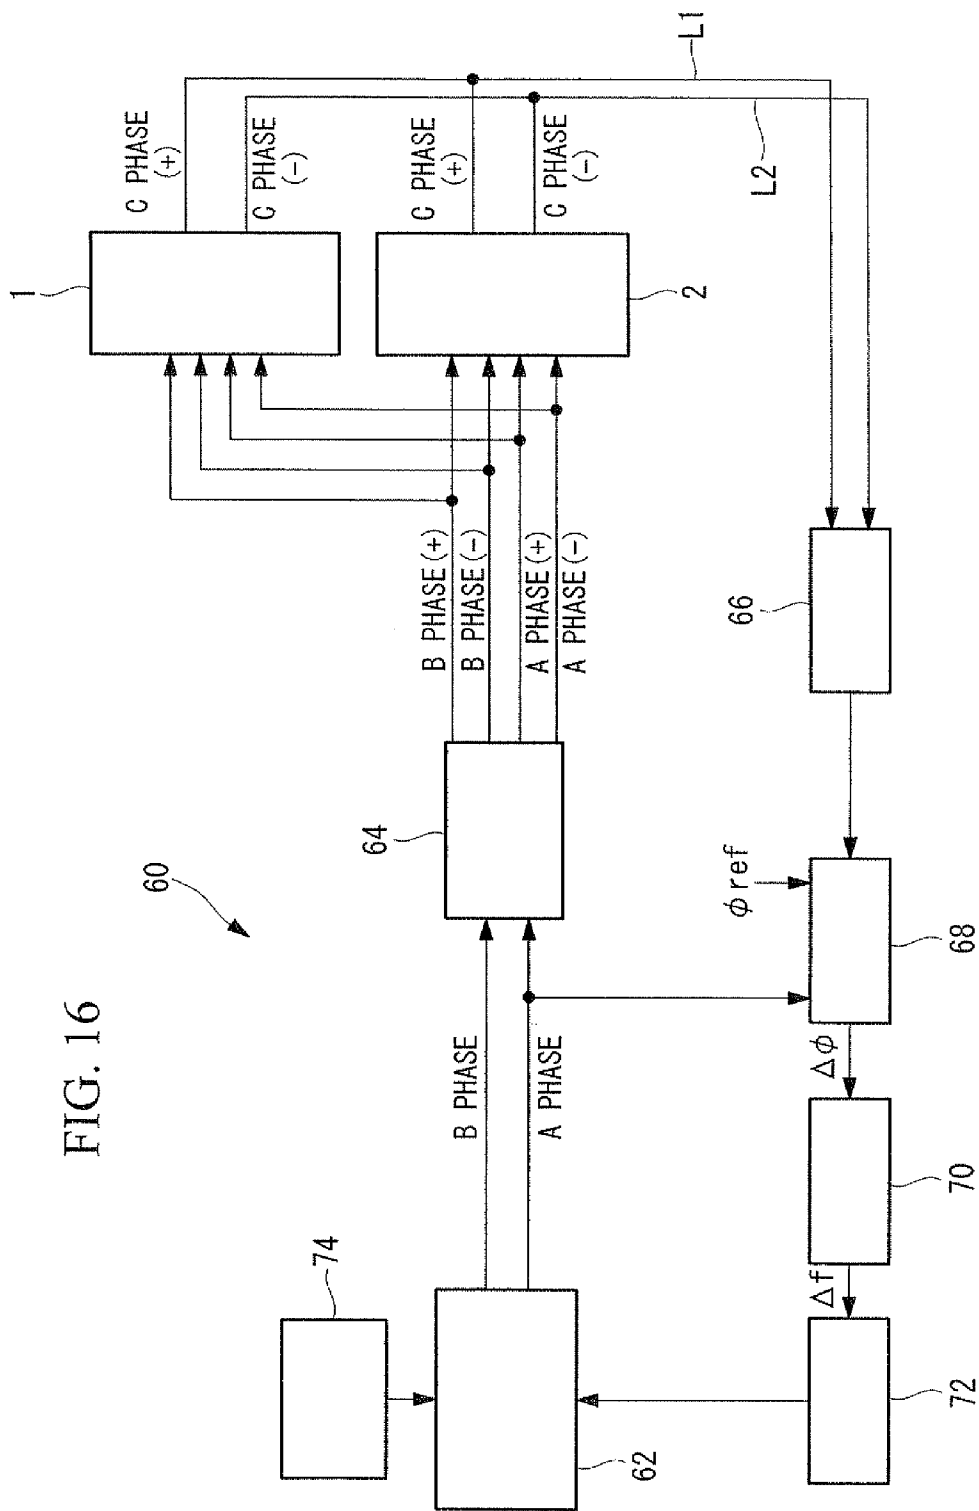 FIG. 16
60
74
62
B PHASE
A PHASE
64
B PHASE(+)
B PHASE(-)
A PHASE(+)
A PHASE(-)
1
C PHASE
(+)
C PHASE
(-)
2
C PHASE
(+)
C PHASE
(-)
L1
L2
72
Δf
70
Δφ
68
φref
66